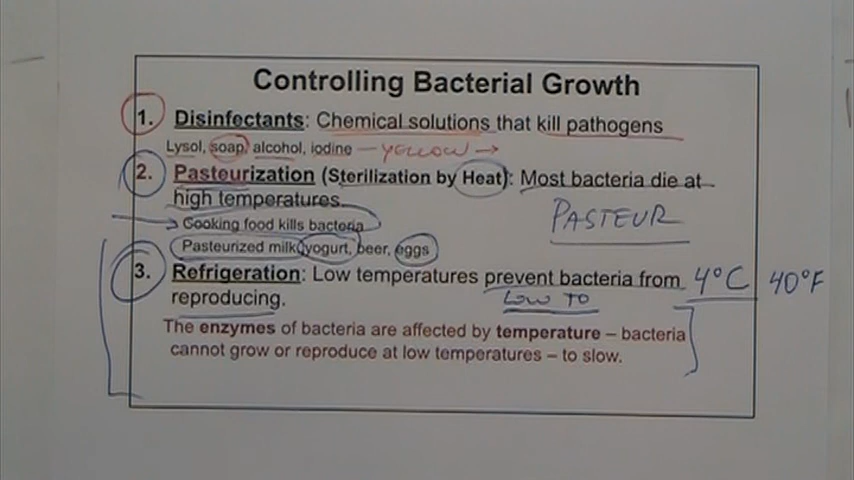 Controlling Bacterial Growth
1. Disinfectants: Chemical solutions that kill pathogens
Lysol, soap, alcohol, iodine – YELLOW →
2. Pasteurization (Sterilization by Heat): Most bacteria die at
high temperatures.
Cooking food kills bacteria
PASTEUR
Pasteurized milk, yogurt, beer, eggs
3. Refrigeration: Low temperatures prevent bacteria from 4°C 40°F
reproducing.
LOW TO
The enzymes of bacteria are affected by temperature – bacteria
cannot grow or reproduce at low temperatures – to slow.